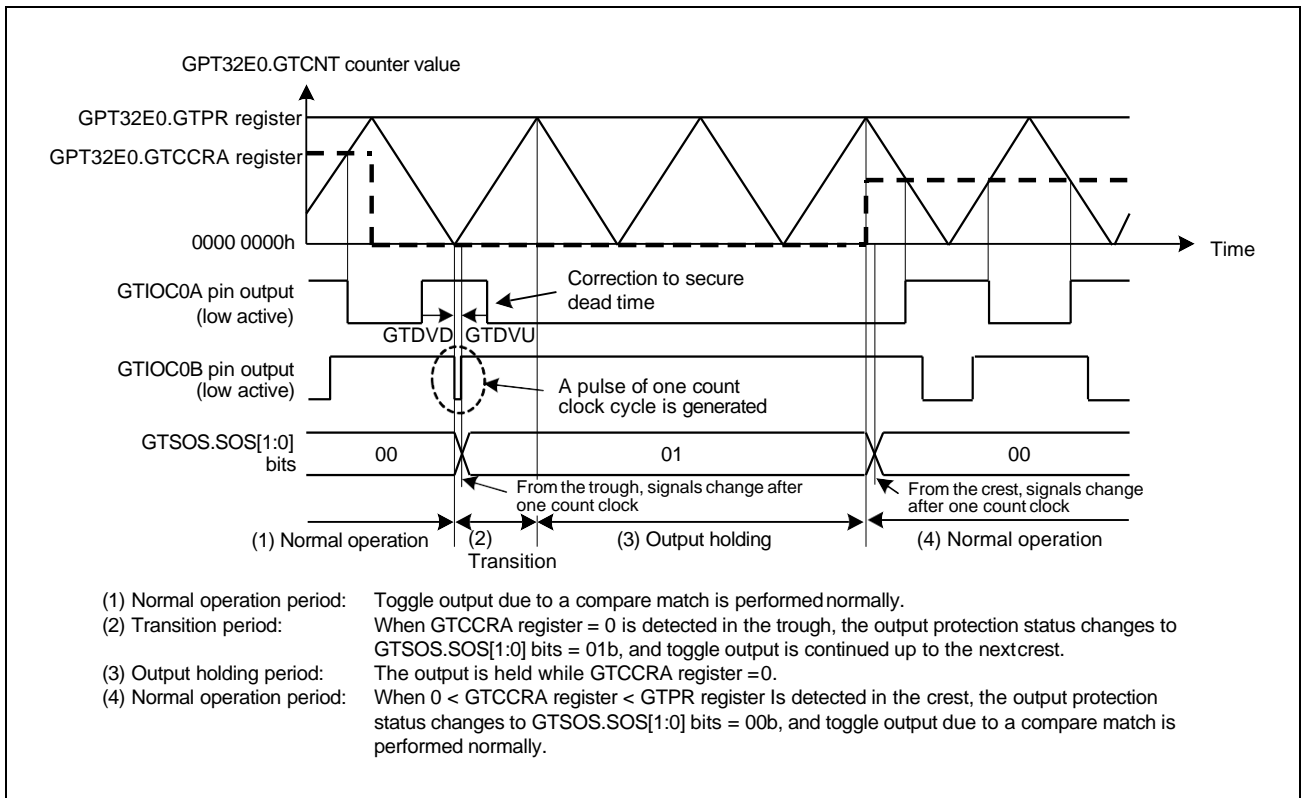 GPT32E0.GTCNT counter value
GPT32E0.GTPR register
GPT32E0.GTCCRA register
0000 0000h
Time
GTIOC0A pin output
(low active)
Correction to secure
dead time
GTDVD
GTDVU
GTIOC0B pin output
(low active)
A pulse of one count
clock cycle is generated
GTSOS.SOS[1:0]
bits
00
01
00
From the trough, signals change after
one count clock
From the crest, signals change
after one count clock
(1) Normal operation
(2)
Transition
(3) Output holding
(4) Normal operation
(1) Normal operation period: Toggle output due to a compare match is performed normally.
(2) Transition period: When GTCCRA register = 0 is detected in the trough, the output protection status changes to
GTSOS.SOS[1:0] bits = 01b, and toggle output is continued up to the nextcrest.
(3) Output holding period: The output is held while GTCCRA register =0.
(4) Normal operation period: When 0 < GTCCRA register < GTPR register Is detected in the crest, the output protection
status changes to GTSOS.SOS[1:0] bits = 00b, and toggle output due to a compare match is
performed normally.